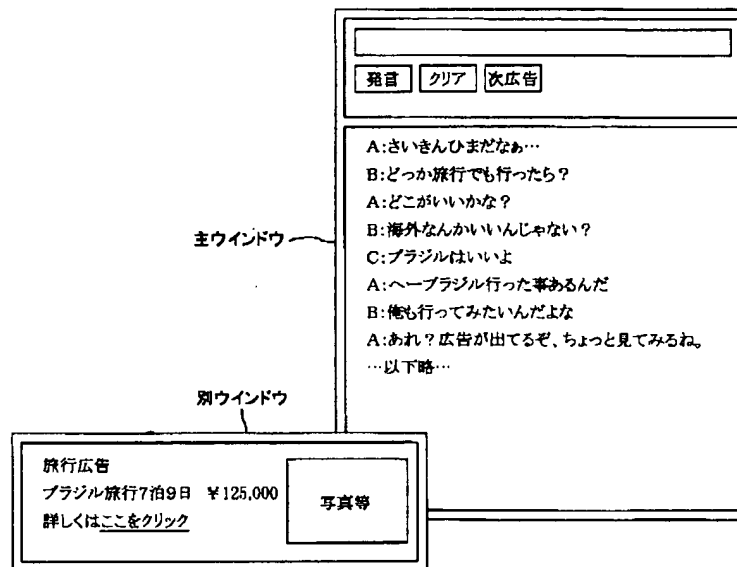 発言 クリア 次広告
A:さいきんひまだなぁ…
B:どっか旅行でも行ったら?
A:どこがいいかな?
B:海外なんかいいんじゃない?
C:ブラジルはいいよ
A:へーブラジル行った事あるんだ
B:俺も行ってみたいんだよな
A:あれ?広告が出てるぞ、ちょっと見てみるね。
…以下略…
主ウインドウ
別ウインドウ
旅行広告
ブラジル旅行7泊9日 ¥125,000
詳しくはここをクリック
写真等